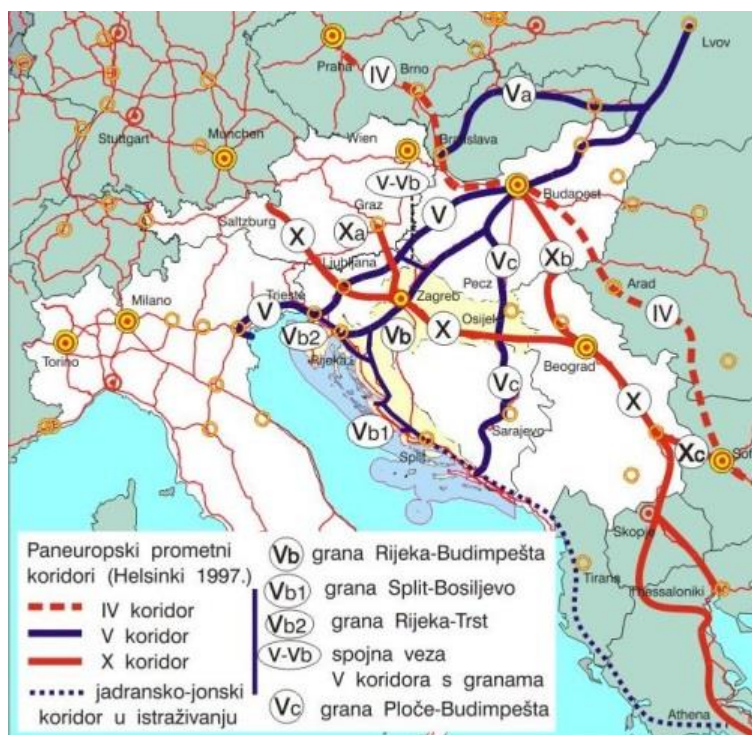 Lvov
Praha
IV
Brno
Va
Stuttgart
Munchen
Wien
Bratislava
V-Vb
Budapest
Graz
V
Saltzburg
X
Xa
Ljubljana
Vc
Xb
Pecz
Arad
Milano
Trieste
Zagreb
IV
V
Vb2
Vb
X
Osijek
Torino
Rijeka
Beograd
Vc
X
Vb1
Sarajevo
Split
Xc
Sof
Skopje
Tirana
Thessaloniki
Athena
Paneuropski prometni
koridori (Helsinki 1997.)
IV koridor
V koridor
X koridor
jadransko-jonski
koridor u istraživanju
Vb grana Rijeka-Budimpešta
Vb1 grana Split-Bosiljevo
Vb2 grana Rijeka-Trst
V-Vb spojna veza
V koridora s granama
Vc grana Ploče-Budimpešta